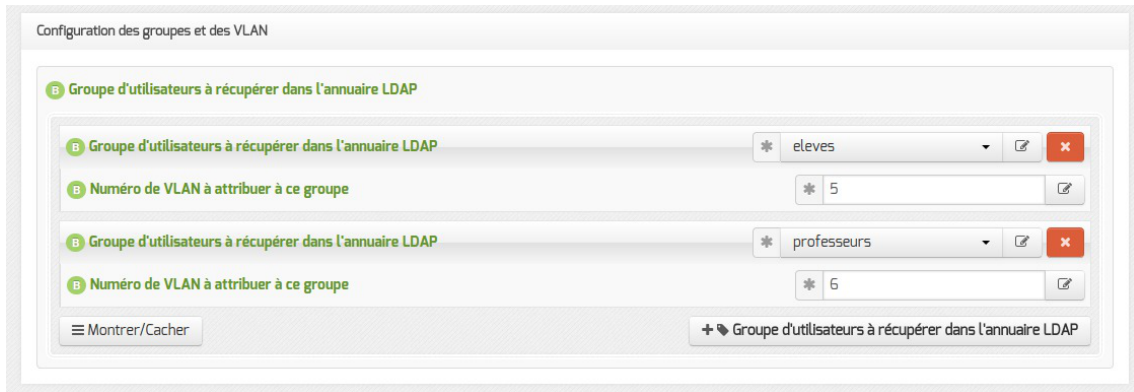 Configuration des groupes et des VLAN
B Groupe d'utilisateurs à récupérer dans l'annuaire LDAP
B Groupe d'utilisateurs à récupérer dans l'annuaire LDAP * eleves
B Numéro de VLAN à attribuer à ce groupe * 5
B Groupe d'utilisateurs à récupérer dans l'annuaire LDAP * professeurs
B Numéro de VLAN à attribuer à ce groupe * 6
Montrer/Cacher + Groupe d'utilisateurs à récupérer dans l'annuaire LDAP